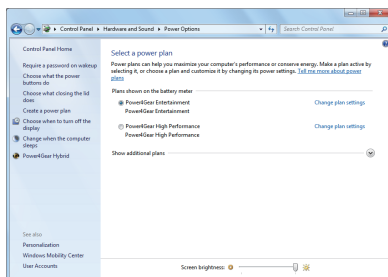 Control Panel ▸ Hardware and Sound ▸ Power Options
Search Control Panel
Control Panel Home
Require a password on wakeup
Choose what the power
buttons do
Choose what closing the lid
does
Create a power plan
Choose when to turn off the
display
Change when the computer
sleeps
Power4Gear Hybrid
See also
Personalization
Windows Mobility Center
User Accounts
Select a power plan
Power plans can help you maximize your computer's performance or conserve energy. Make a plan active by
selecting it, or choose a plan and customize it by changing its power settings. Tell me more about power
plans
Plans shown on the battery meter
Power4Gear Entertainment
Change plan settings
Power4Gear Entertainment
Power4Gear High Performance
Change plan settings
Power4Gear High Performance
Show additional plans
Screen brightness: